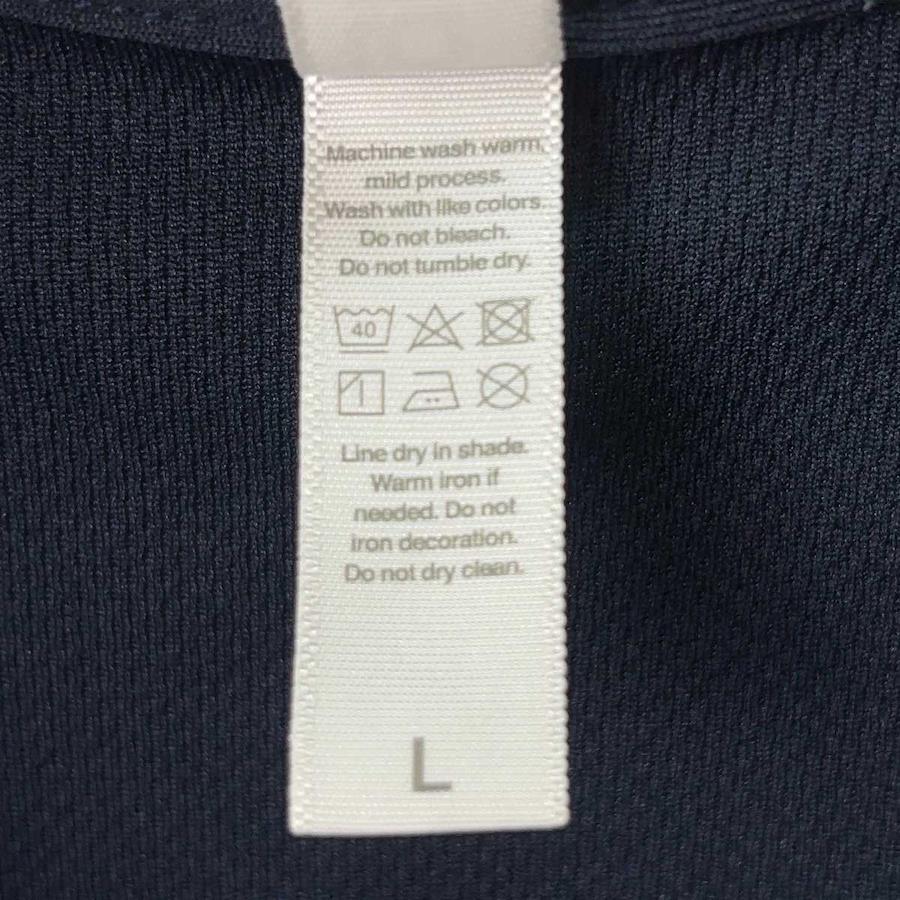 Machine wash warm,
mild process.
Wash with like colors.
Do not bleach.
Do not tumble dry.
40
Line dry in shade.
Warm iron if
needed. Do not
iron decoration.
Do not dry clean.
L